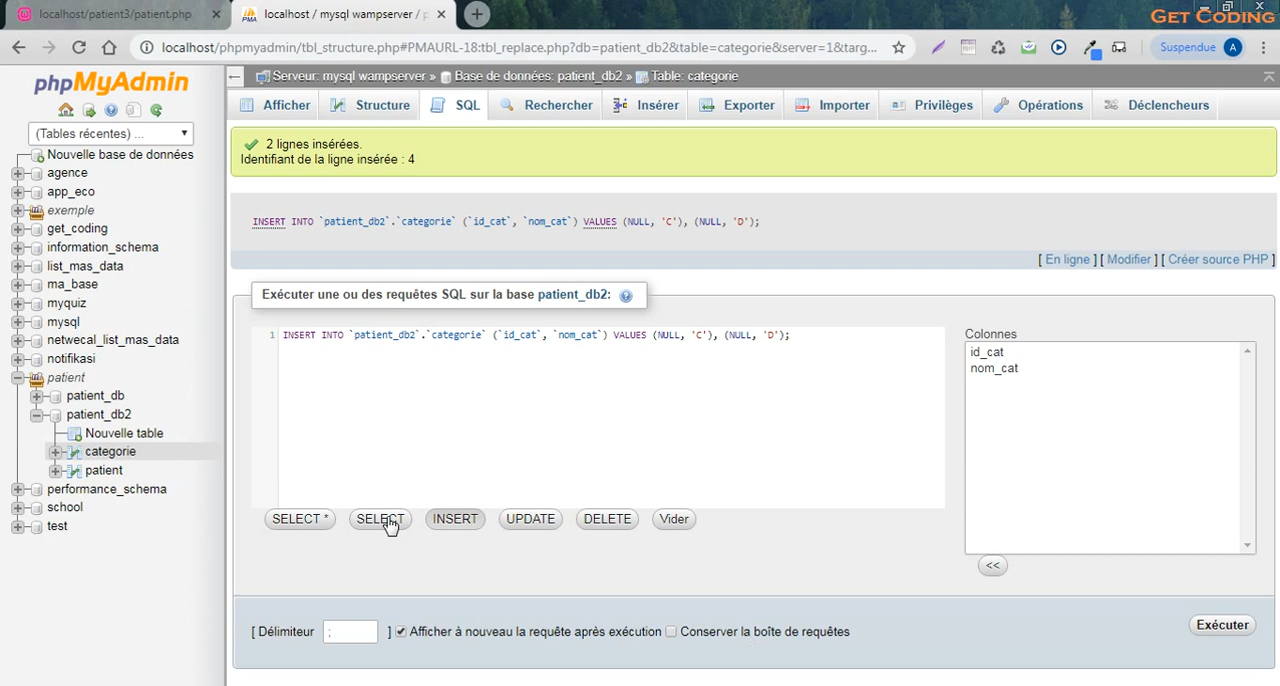 localhost/patient3/patient.php
localhost / mysql wampserver / p
GET CODING
localhost/phpmyadmin/tbl_structure.php#PMAURL-18:tbl_replace.php?db=patient_db2&table=categorie&server=1&targ...
Suspendue A
phpMyAdmin
Serveur: mysql wampserver » Base de données: patient_db2 » Table: categorie
Afficher Structure SQL Rechercher Insérer Exporter Importer Privilèges Opérations Déclencheurs
(Tables récentes) ...
Nouvelle base de données
agence
app_eco
exemple
get_coding
information_schema
list_mas_data
ma_base
myquiz
mysql
netwecal_list_mas_data
notifikasi
patient
patient_db
patient_db2
Nouvelle table
categorie
patient
performance_schema
school
test
2 lignes insérées.
Identifiant de la ligne insérée : 4
INSERT INTO `patient_db2`.`categorie` (`id_cat`, `nom_cat`) VALUES (NULL, 'C'), (NULL, 'D');
[ En ligne ] [ Modifier ] [ Créer source PHP ]
Exécuter une ou des requêtes SQL sur la base patient_db2:
1 INSERT INTO `patient_db2`.`categorie` (`id_cat`, `nom_cat`) VALUES (NULL, 'C'), (NULL, 'D');
Colonnes
id_cat
nom_cat
<<
SELECT * SELECT INSERT UPDATE DELETE Vider
[ Délimiteur ; ] Afficher à nouveau la requête après exécution Conserver la boîte de requêtes
Exécuter